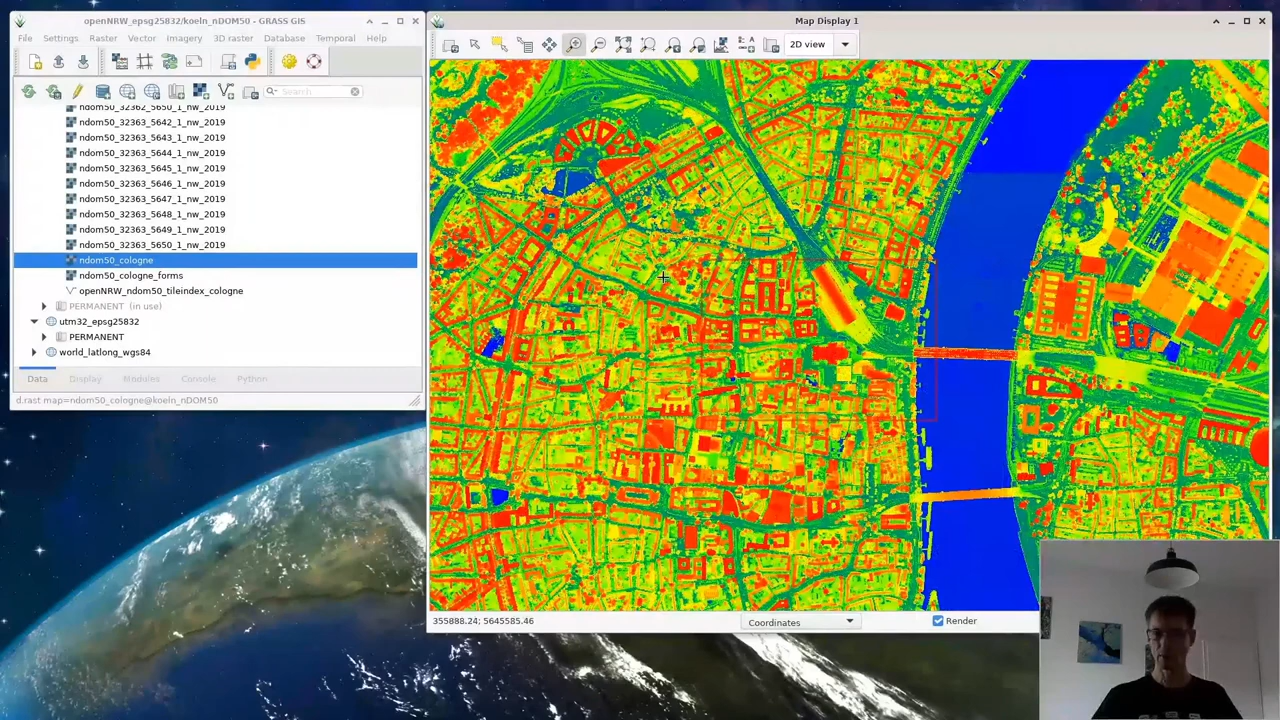 openNRW_epsg25832/koeln_nDOM50 - GRASS GIS
File Settings Raster Vector Imagery 3D raster Database Temporal Help
Search
ndom50_32362_5650_1_nw_2019
ndom50_32363_5642_1_nw_2019
ndom50_32363_5643_1_nw_2019
ndom50_32363_5644_1_nw_2019
ndom50_32363_5645_1_nw_2019
ndom50_32363_5646_1_nw_2019
ndom50_32363_5647_1_nw_2019
ndom50_32363_5648_1_nw_2019
ndom50_32363_5649_1_nw_2019
ndom50_32363_5650_1_nw_2019
ndom50_cologne
ndom50_cologne_forms
openNRW_ndom50_tileindex_cologne
PERMANENT (in use)
utm32_epsg25832
PERMANENT
world_latlong_wgs84
Data Display Modules Console Python
d.rast map=ndom50_cologne@koeln_nDOM50
Map Display 1
2D view
355888.24; 5645585.46
Coordinates
Render